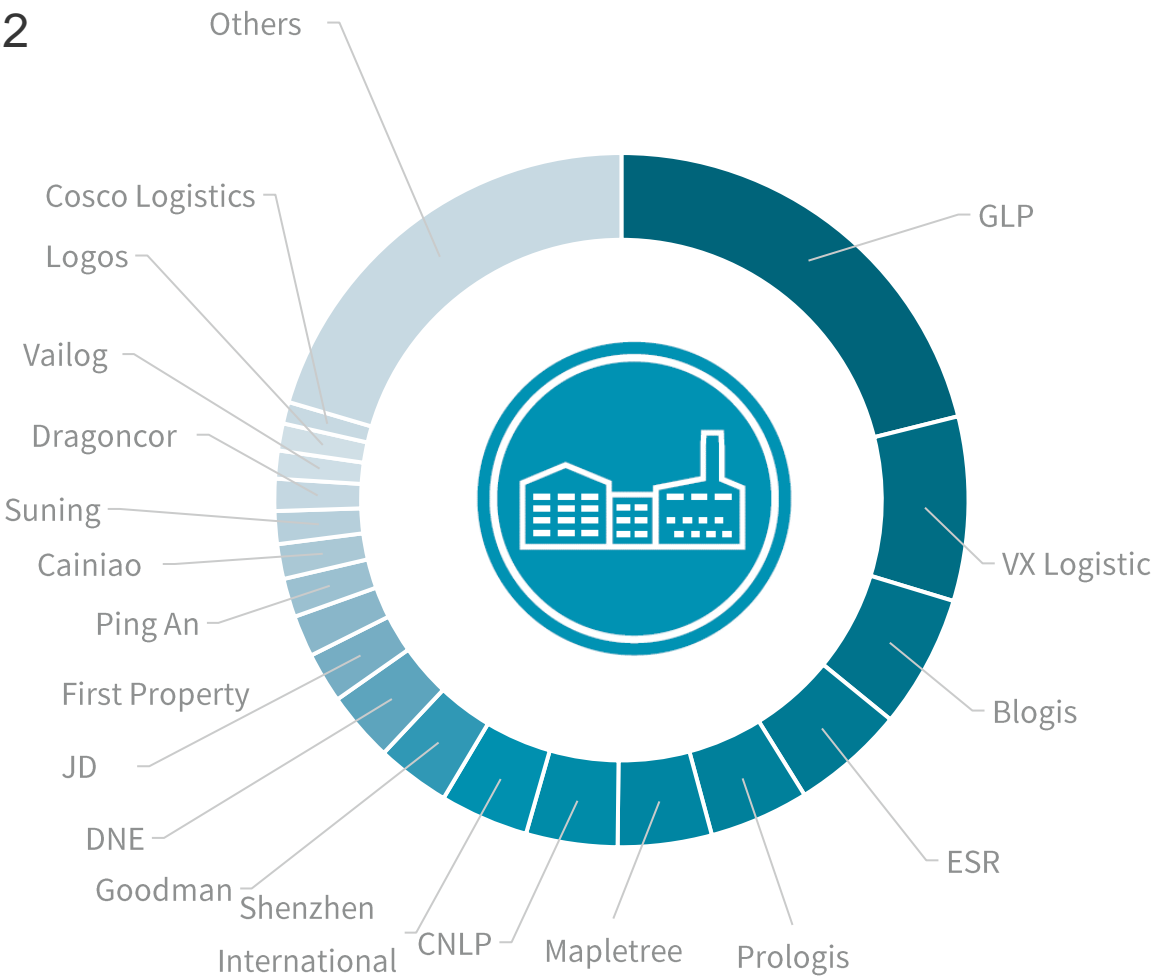 2
Others
Cosco Logistics
GLP
Logos
Vailog
Dragoncor
Suning
Cainiao
VX Logistic
Ping An
First Property
Blogis
JD
DNE
ESR
Goodman
Shenzhen
International
CNLP
Mapletree
Prologis